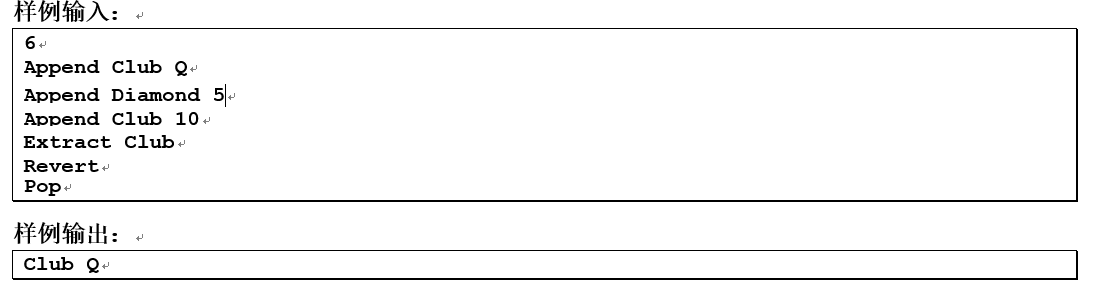 样例输入：
6
Append Club Q
Append Diamond 5
Append Club 10
Extract Club
Revert
Pop
样例输出：
Club Q